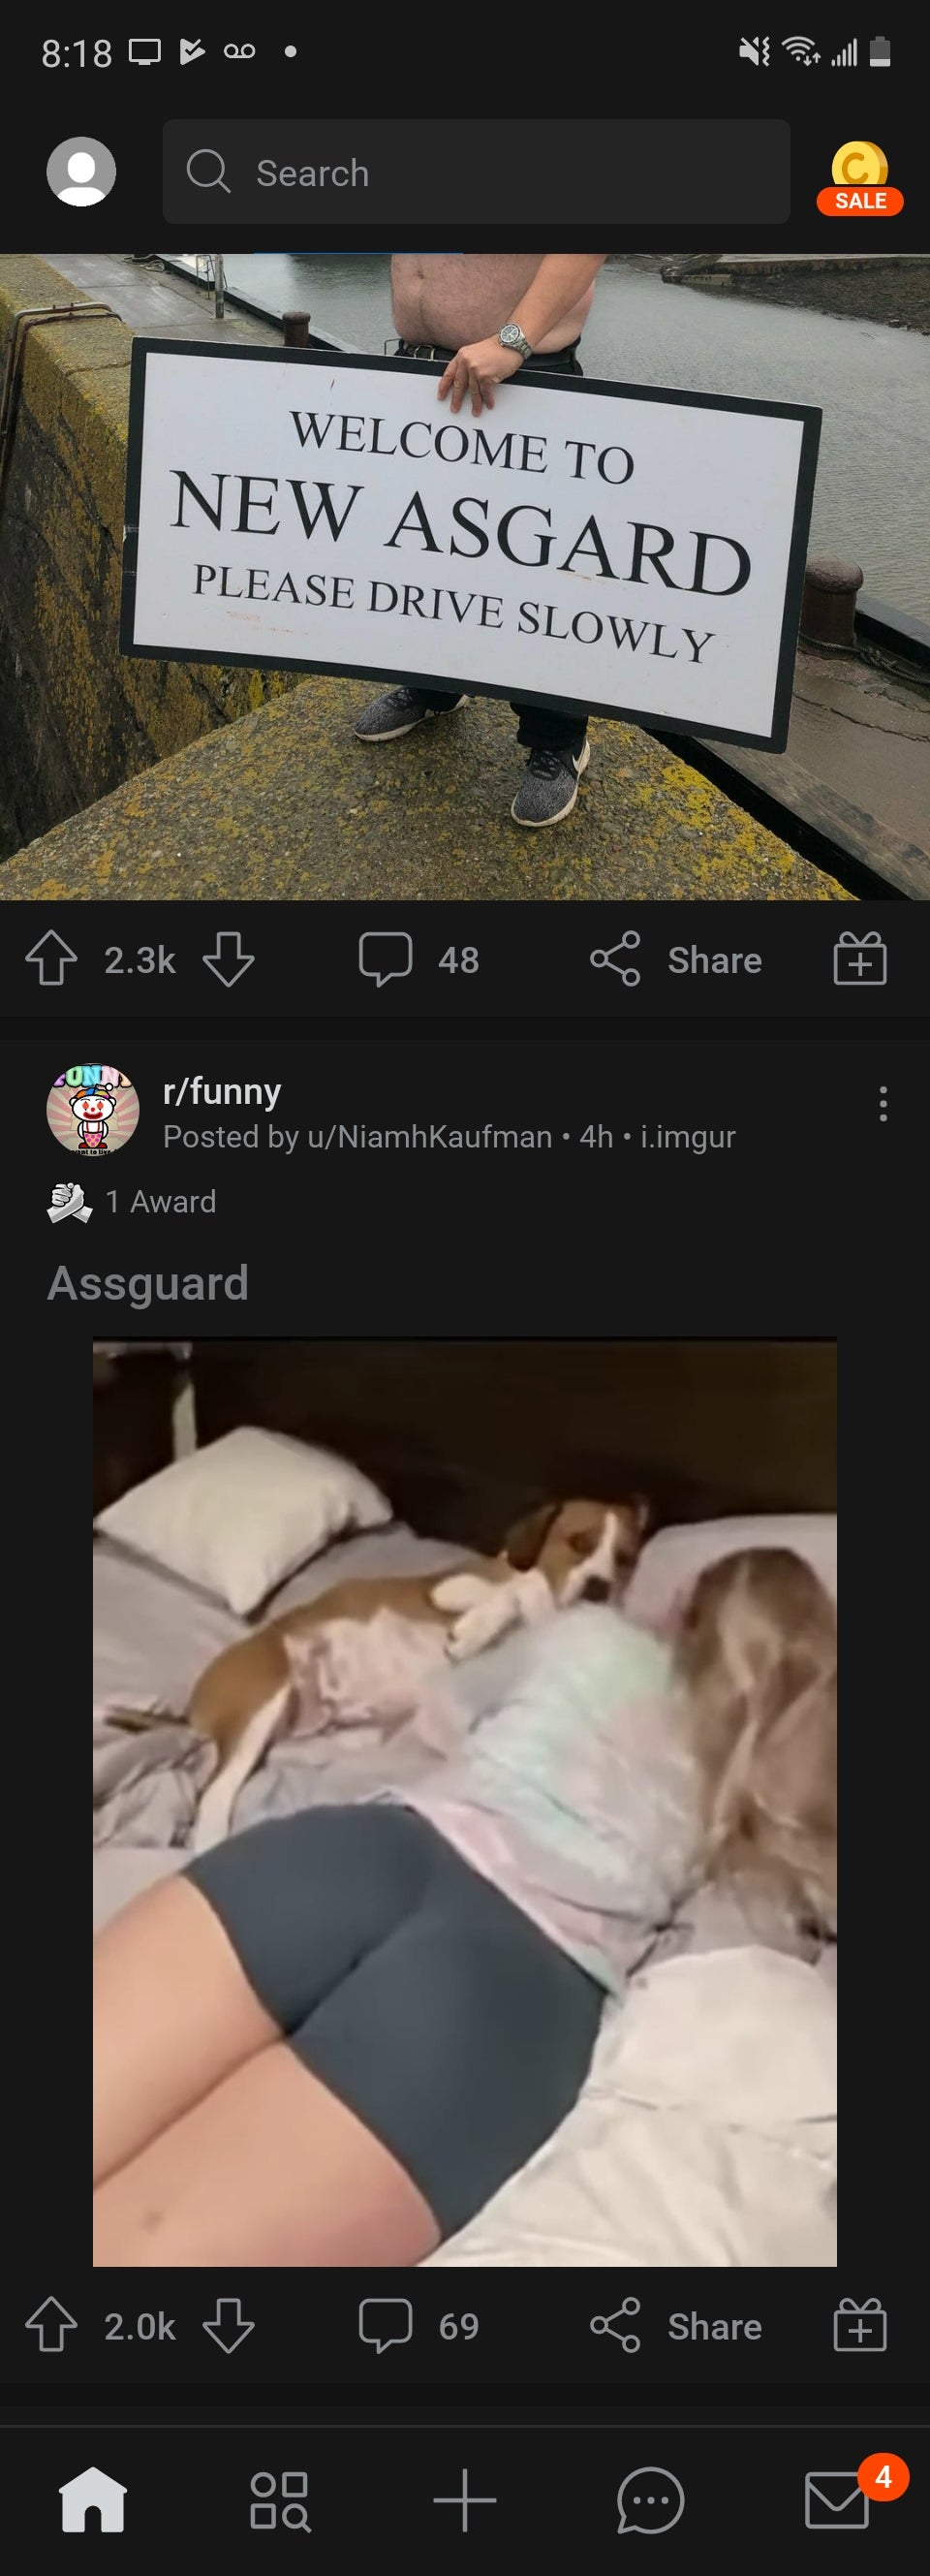 8:18
Search
C
SALE
WELCOME TO
NEW ASGARD
PLEASE DRIVE SLOWLY
2.3k
48
Share
r/funny
Posted by u/NiamhKaufman • 4h • i.imgur
1 Award
Assguard
2.0k
69
Share
4